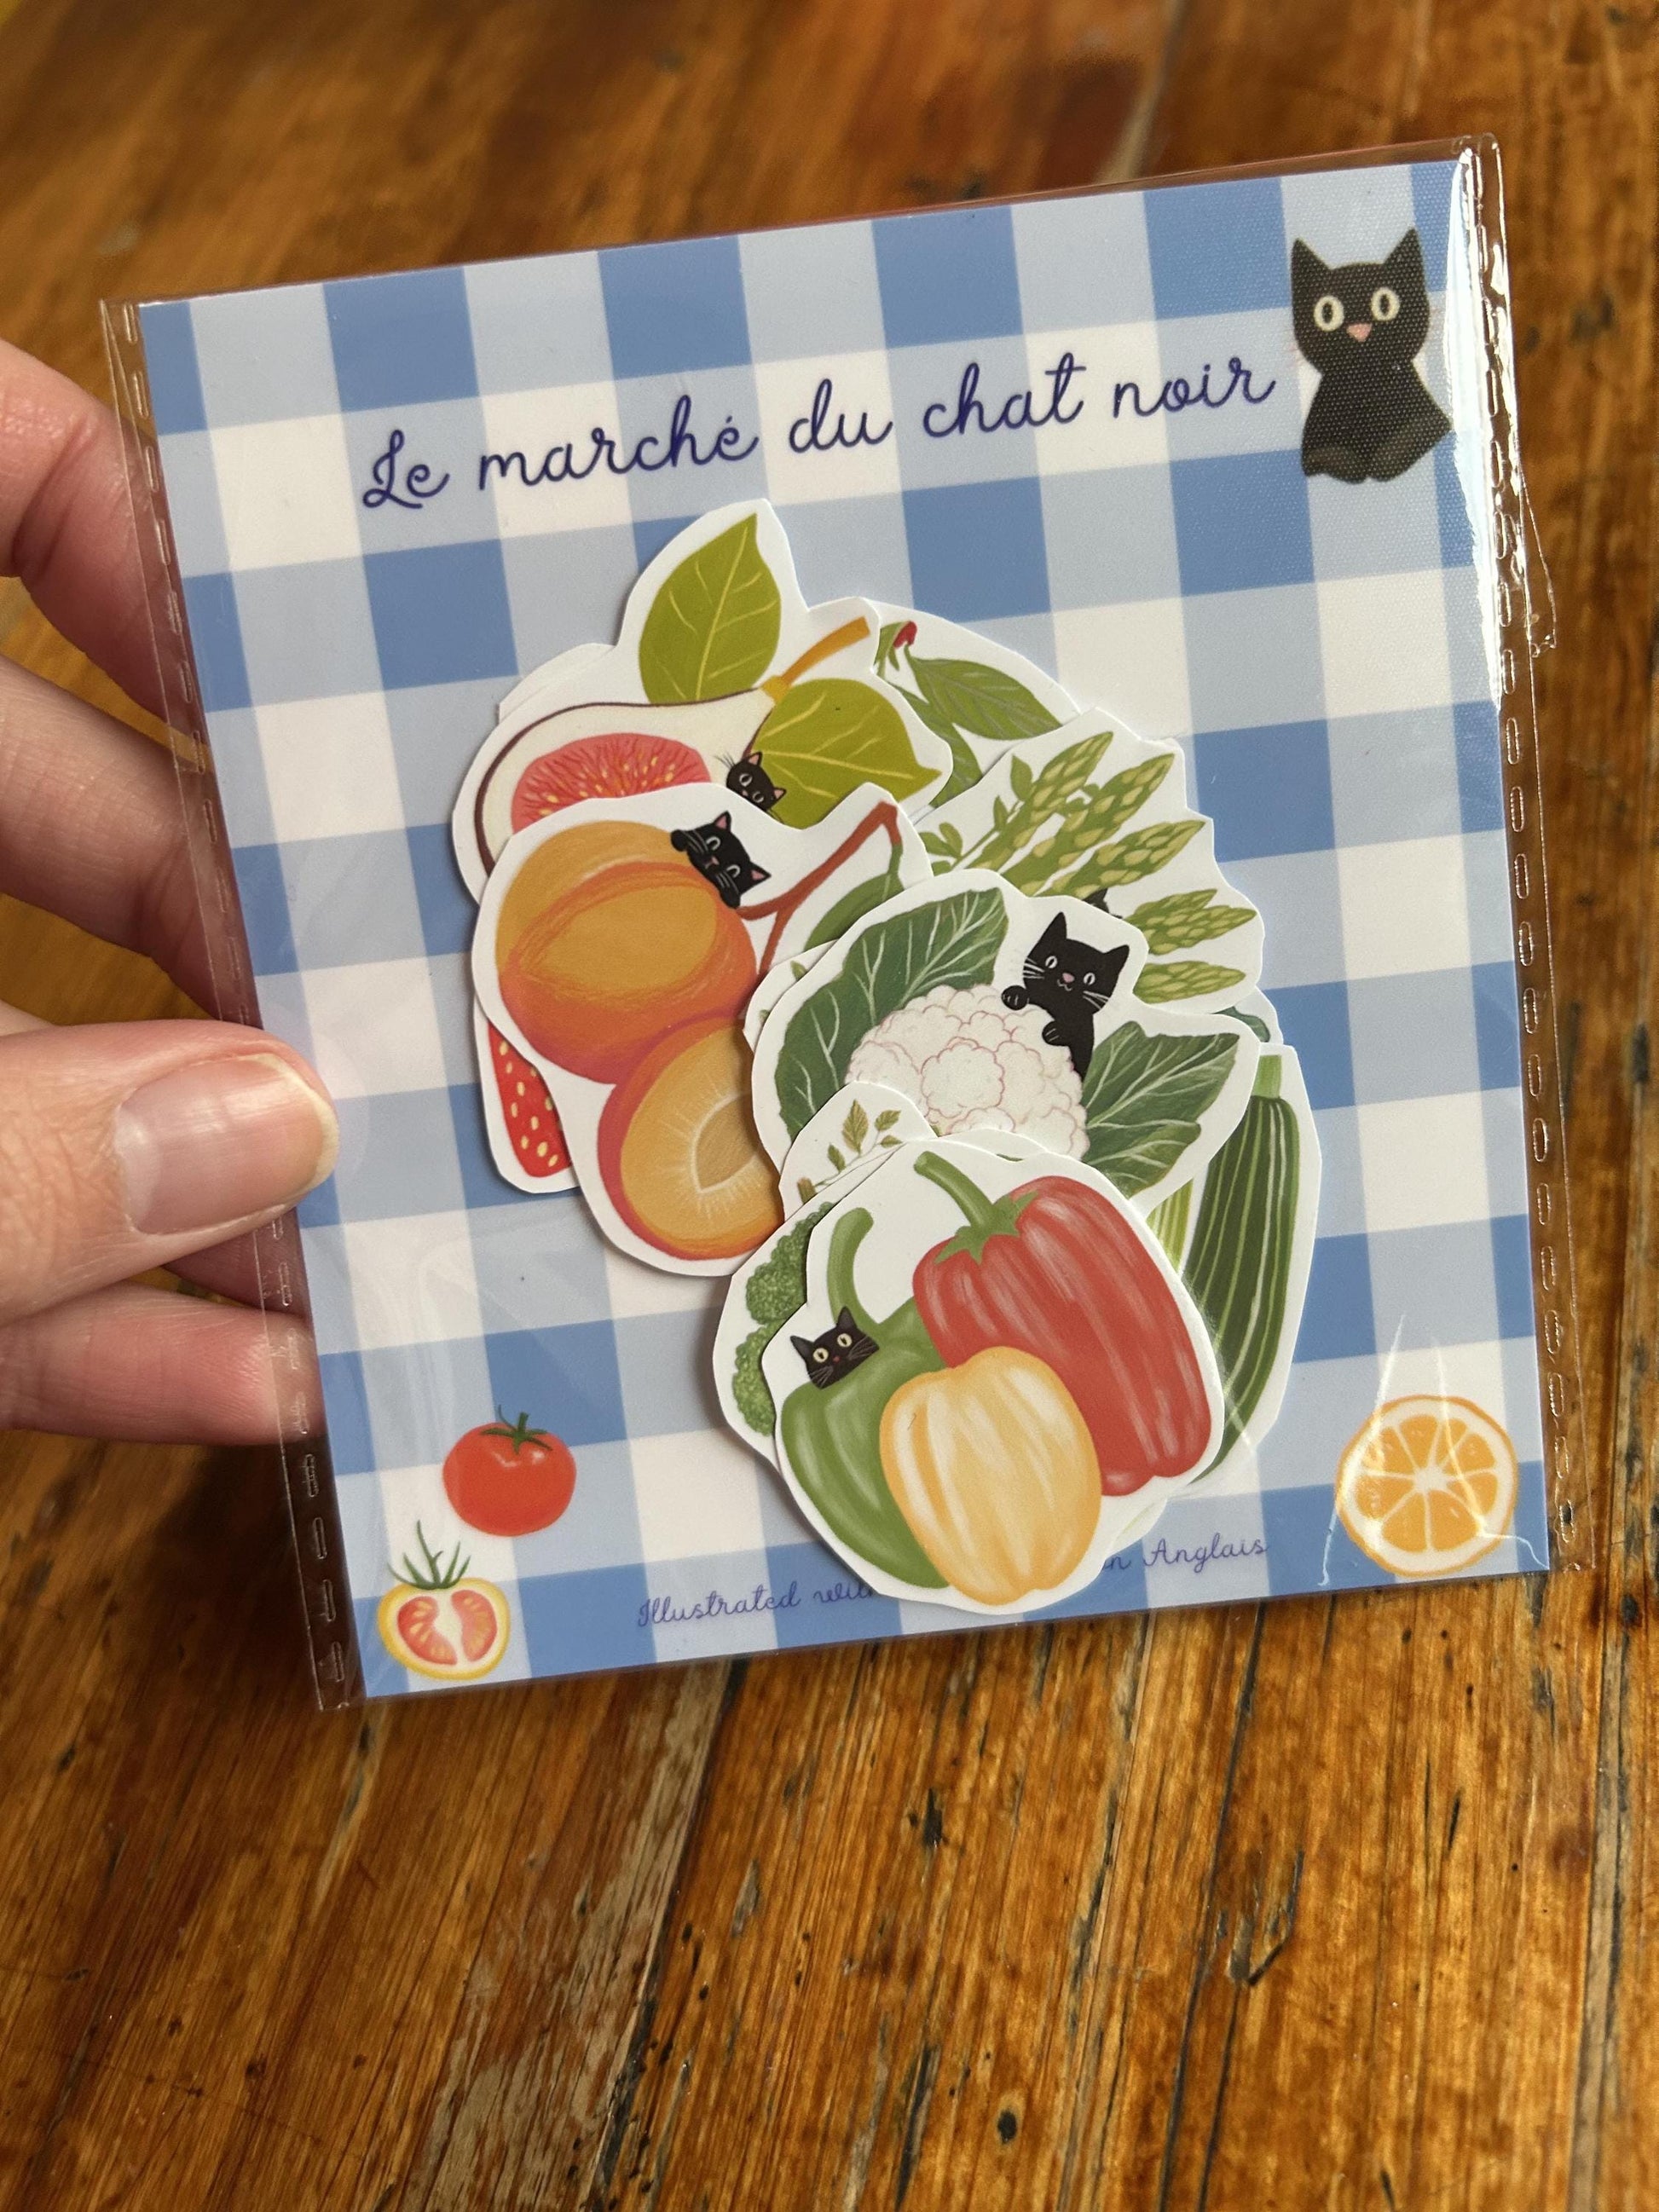 Le marché du chat noir
Illustrated Anglais